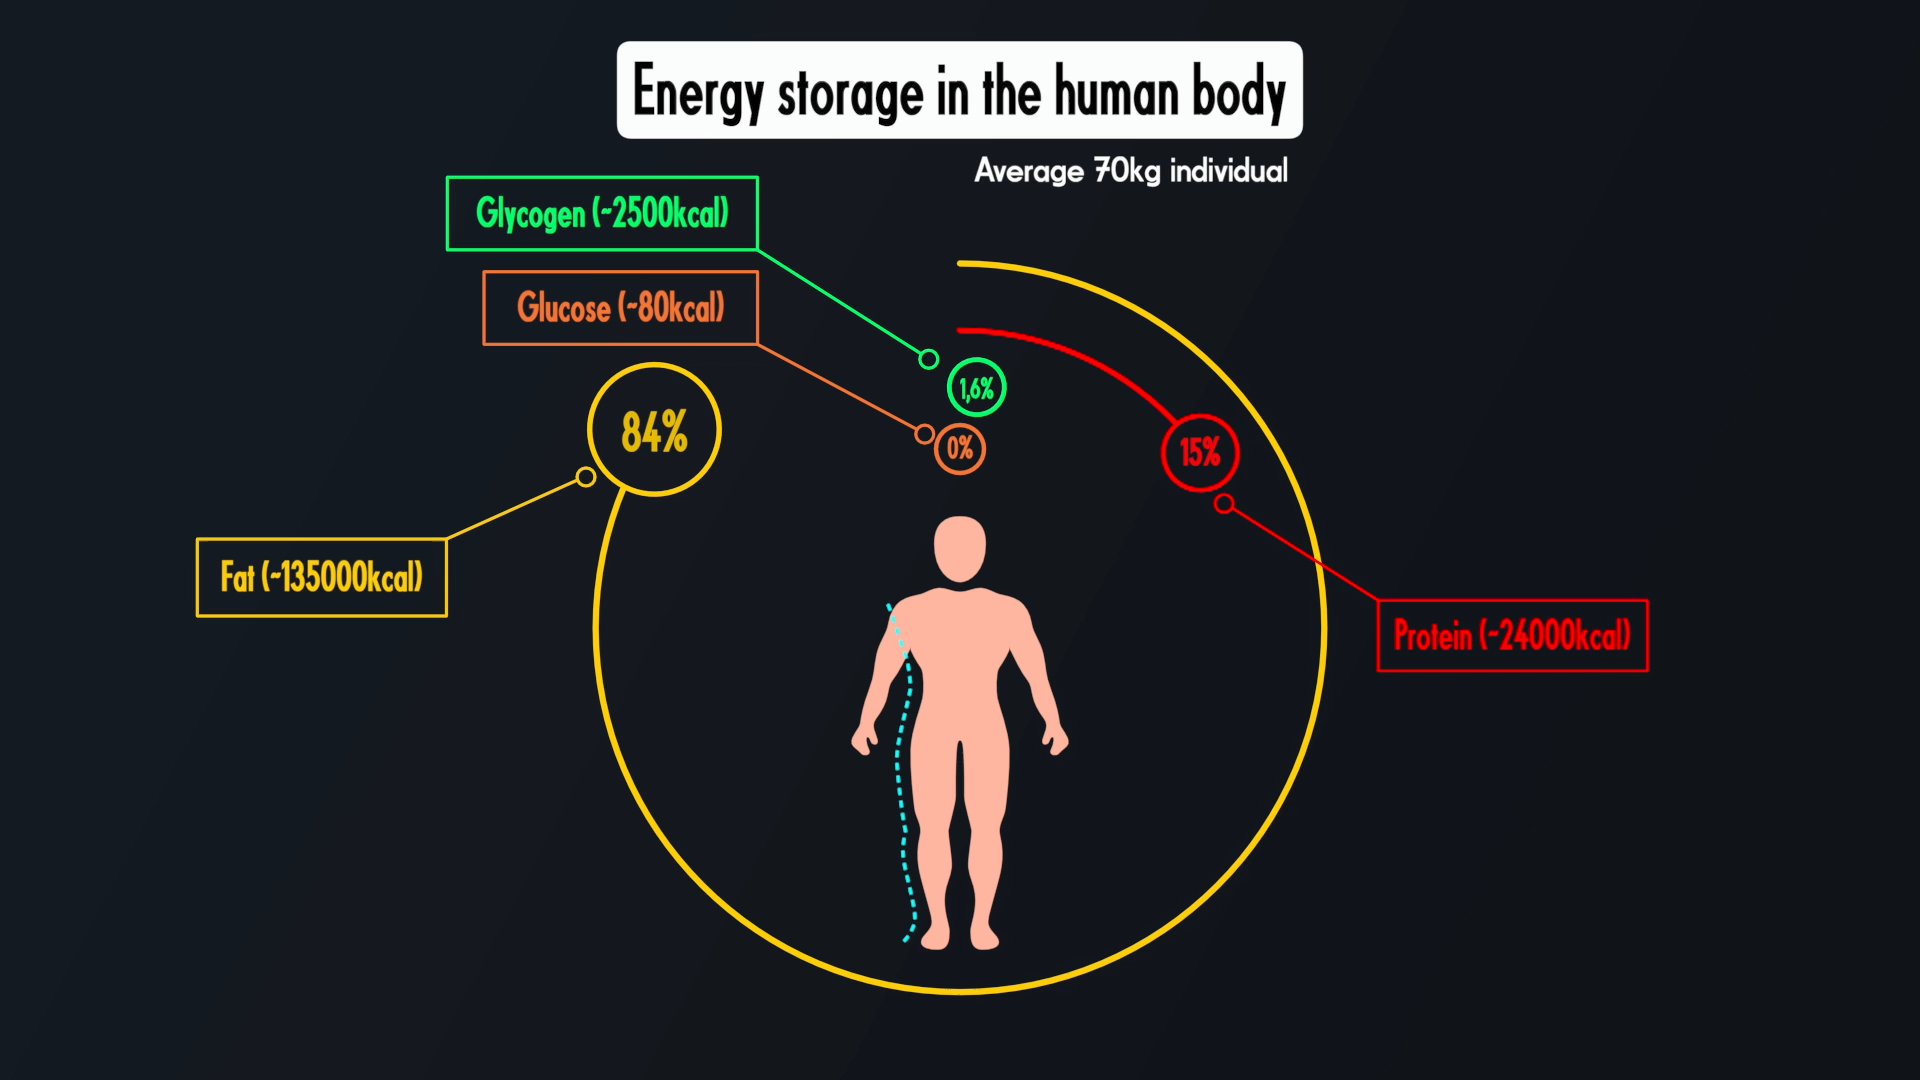 Energy storage in the human body
Average 70kg individual
Glycogen (~2500kcal)
Glucose (~80kcal)
1,6%
84%
0%
15%
Fat (~135000kcal)
Protein (~24000kcal)